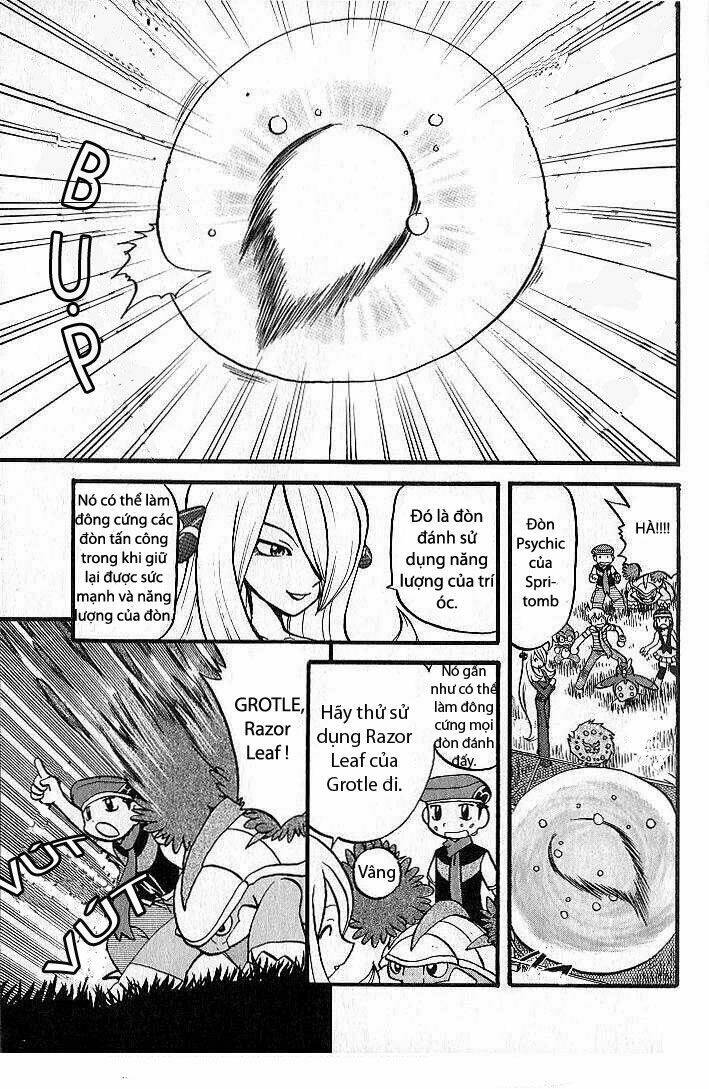 BỤP
HÀ!!!!
Đòn
Psychic
của
Spri-
tomb
Đó là đòn
đánh sử
dụng năng
lượng của trí
óc.
Nó có thể làm
đông cứng các
đòn tấn công
trong khi giữ
lại được sức
mạnh và năng
lượng của đòn.
Nó gần
như có thể
làm đông
cứng mọi
đòn đánh
đấy.
Hãy thử sử
dụng Razor
Leaf của
Grotle di.
Vâng
GROTLE,
Razor
Leaf !
VÚT!
VÚT!